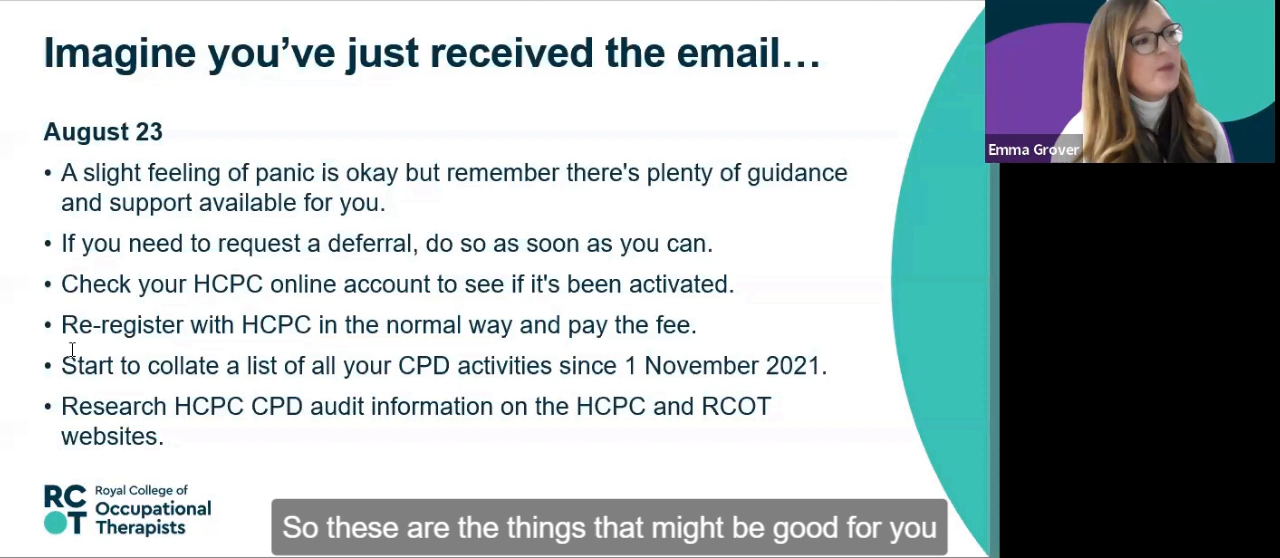 Imagine you’ve just received the email…
August 23
• A slight feeling of panic is okay but remember there's plenty of guidance
and support available for you.
• If you need to request a deferral, do so as soon as you can.
• Check your HCPC online account to see if it's been activated.
• Re-register with HCPC in the normal way and pay the fee.
• Start to collate a list of all your CPD activities since 1 November 2021.
• Research HCPC CPD audit information on the HCPC and RCOT
websites.
Emma Grover
RCOT
Royal College of
Occupational
Therapists
So these are the things that might be good for you